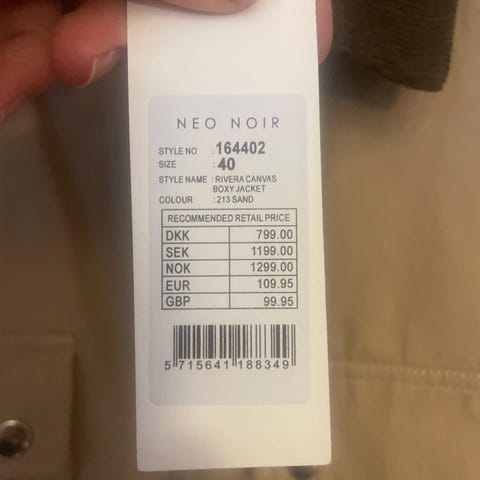 NEO NOIR
STYLE NO : 164402
SIZE : 40
STYLE NAME : RIVERA CANVAS
BOXY JACKET
COLOUR : 213 SAND
RECOMMENDED RETAIL PRICE
DKK 799.00
SEK 1199.00
NOK 1299.00
EUR 109.95
GBP 99.95
5 715641 188349